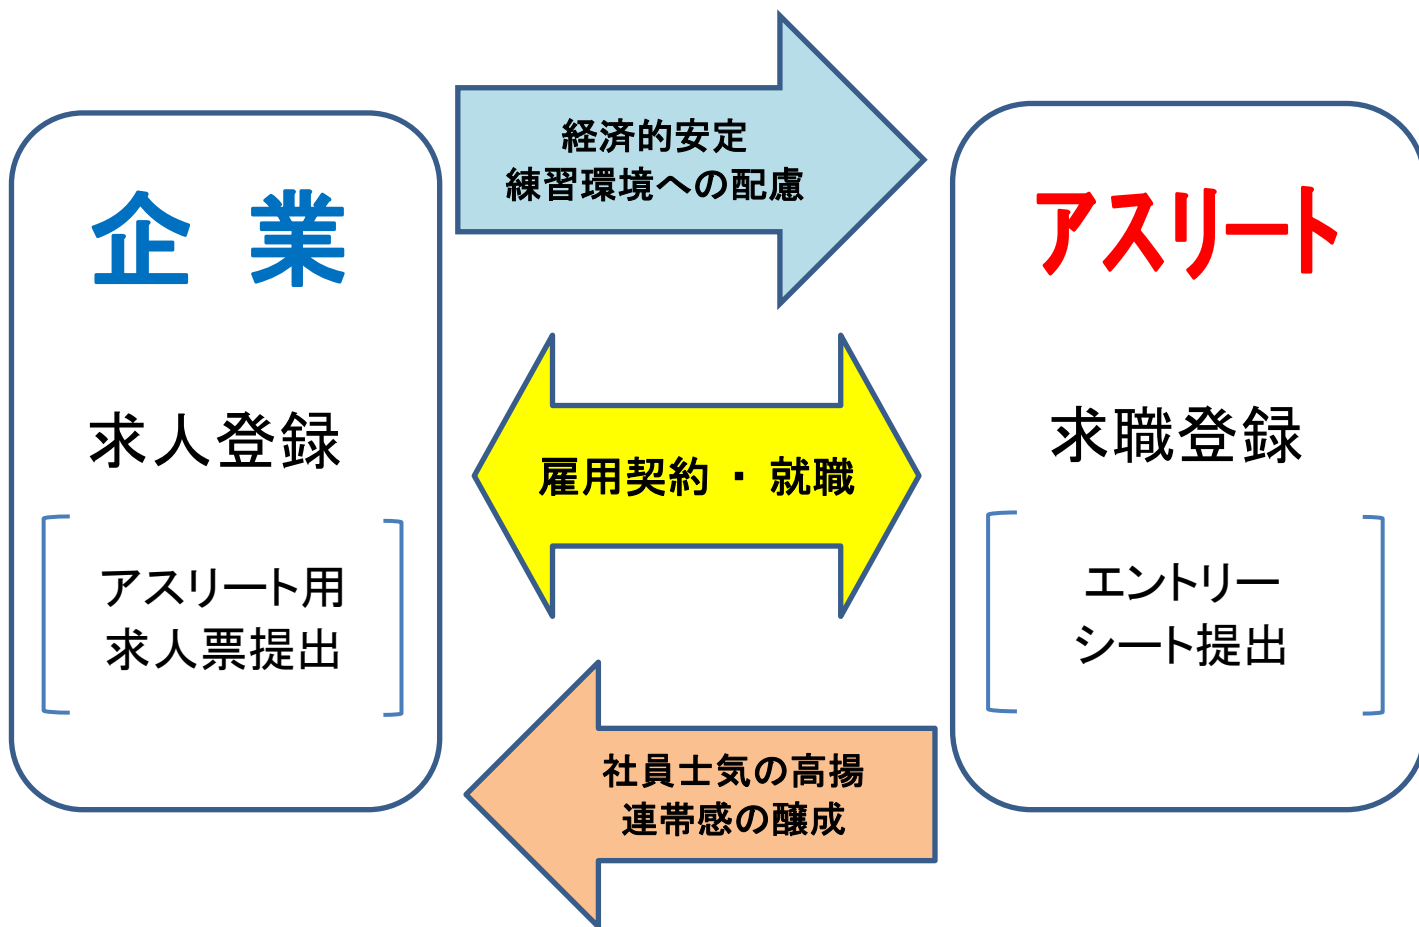 企 業
求人登録
アスリート用
求人票提出
経済的安定
練習環境への配慮
雇用契約 ・ 就職
社員士気の高揚
連帯感の醸成
アスリート
求職登録
エントリー
シート提出